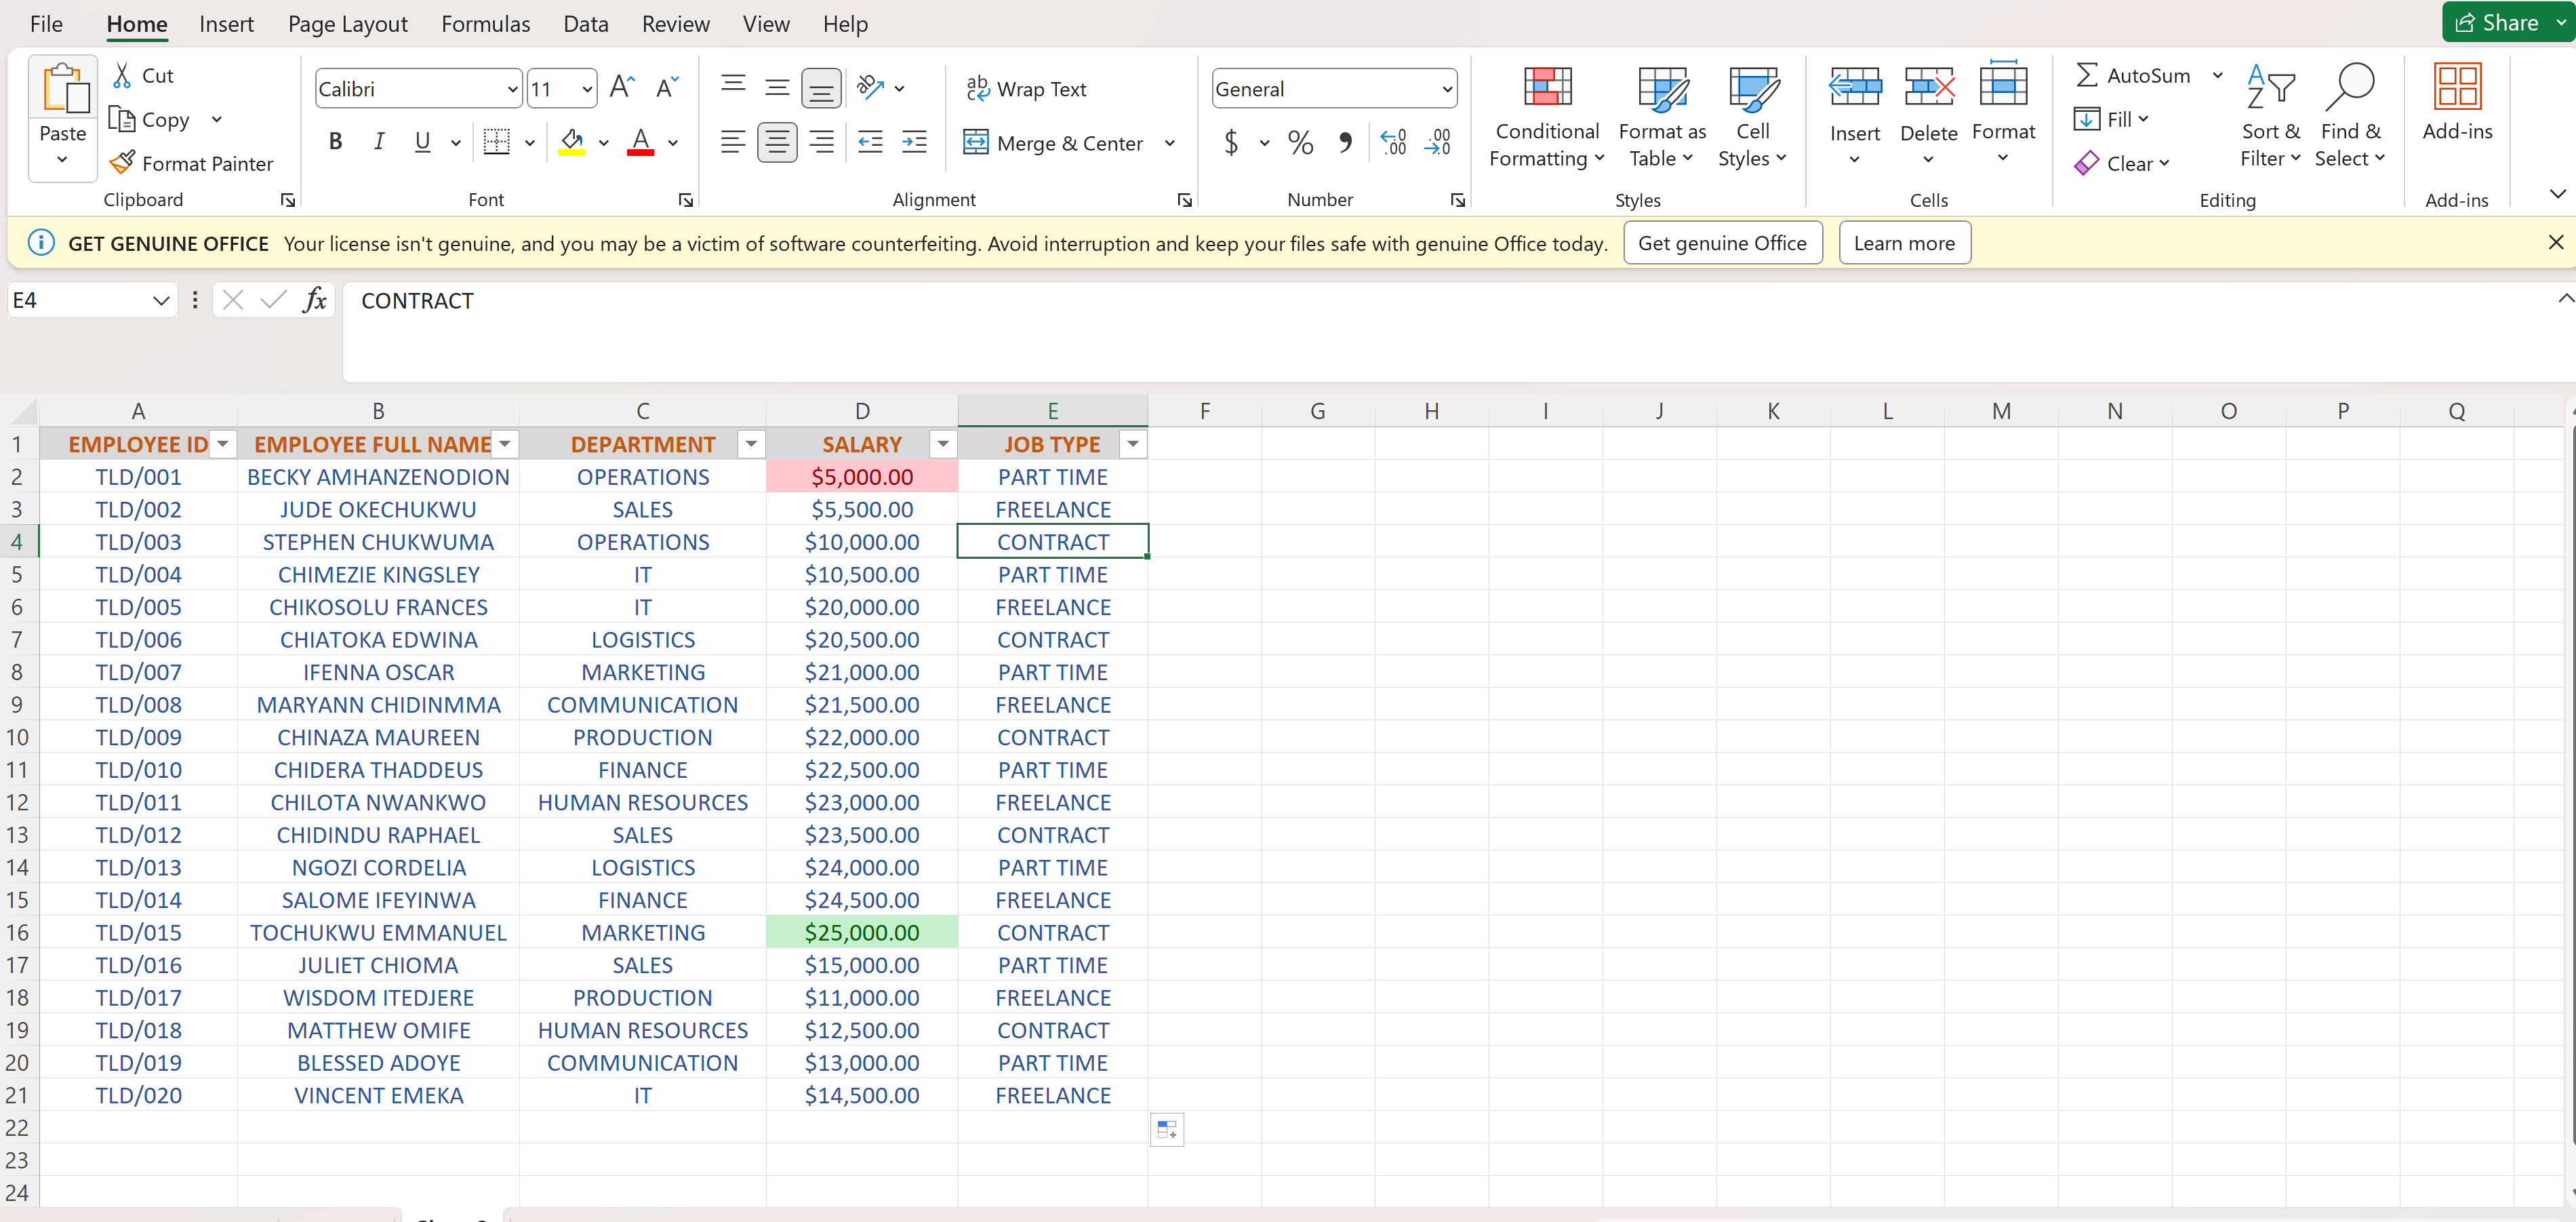 File Home Insert Page Layout Formulas Data Review View Help Share
Paste Cut Copy Format Painter Clipboard
Calibri 11 B I U A Font
Wrap Text Merge & Center Alignment
General $ % Number
Conditional Formatting Format as Table Cell Styles Styles
Insert Delete Format Cells
AutoSum Fill Clear Sort & Filter Find & Select Editing
Add-ins Add-ins
GET GENUINE OFFICE Your license isn't genuine, and you may be a victim of software counterfeiting. Avoid interruption and keep your files safe with genuine Office today. Get genuine Office Learn more
E4 fx CONTRACT
A B C D E F G H I J K L M N O P Q
1 EMPLOYEE ID EMPLOYEE FULL NAME DEPARTMENT SALARY JOB TYPE
2 TLD/001 BECKY AMHANZENODION OPERATIONS $5,000.00 PART TIME
3 TLD/002 JUDE OKECHUKWU SALES $5,500.00 FREELANCE
4 TLD/003 STEPHEN CHUKWUMA OPERATIONS $10,000.00 CONTRACT
5 TLD/004 CHIMEZIE KINGSLEY IT $10,500.00 PART TIME
6 TLD/005 CHIKOSOLU FRANCES IT $20,000.00 FREELANCE
7 TLD/006 CHIATOKA EDWINA LOGISTICS $20,500.00 CONTRACT
8 TLD/007 IFENNA OSCAR MARKETING $21,000.00 PART TIME
9 TLD/008 MARYANN CHIDINMMA COMMUNICATION $21,500.00 FREELANCE
10 TLD/009 CHINAZA MAUREEN PRODUCTION $22,000.00 CONTRACT
11 TLD/010 CHIDERA THADDEUS FINANCE $22,500.00 PART TIME
12 TLD/011 CHILOTA NWANKWO HUMAN RESOURCES $23,000.00 FREELANCE
13 TLD/012 CHIDINDU RAPHAEL SALES $23,500.00 CONTRACT
14 TLD/013 NGOZI CORDELIA LOGISTICS $24,000.00 PART TIME
15 TLD/014 SALOME IFEYINWA FINANCE $24,500.00 FREELANCE
16 TLD/015 TOCHUKWU EMMANUEL MARKETING $25,000.00 CONTRACT
17 TLD/016 JULIET CHIOMA SALES $15,000.00 PART TIME
18 TLD/017 WISDOM ITEDJERE PRODUCTION $11,000.00 FREELANCE
19 TLD/018 MATTHEW OMIFE HUMAN RESOURCES $12,500.00 CONTRACT
20 TLD/019 BLESSED ADOYE COMMUNICATION $13,000.00 PART TIME
21 TLD/020 VINCENT EMEKA IT $14,500.00 FREELANCE
22
23
24